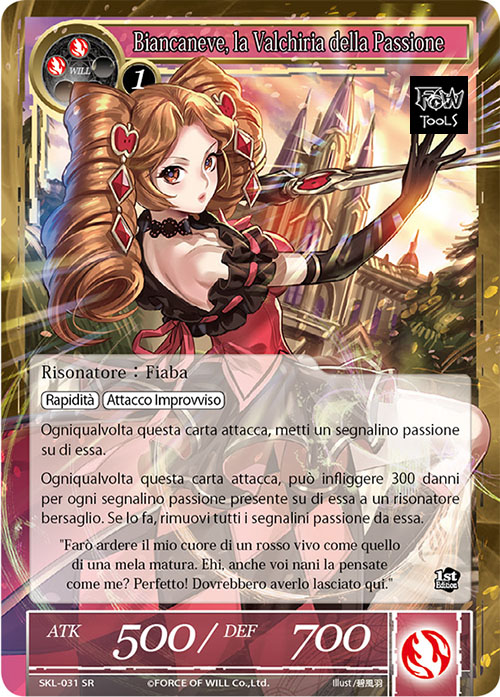 Biancaneve, la Valchiria della Passione
WILL
1
FOW
TOOLS
Risonatore : Fiaba
Rapidità Attacco Improvviso
Ogniqualvolta questa carta attacca, metti un segnalino passione
su di essa.
Ogniqualvolta questa carta attacca, può infliggere 300 danni
per ogni segnalino passione presente su di essa a un risonatore
bersaglio. Se lo fa, rimuovi tutti i segnalini passione da essa.
"Farò ardere il mio cuore di un rosso vivo come quello
di una mela matura. Ehi, anche voi nani la pensate
come me? Perfetto! Dovrebbero averlo lasciato qui."
1st
Edition
ATK 500 / DEF 700
SKL-031 SR ©FORCE OF WILL Co.,Ltd. Illust/碧風羽